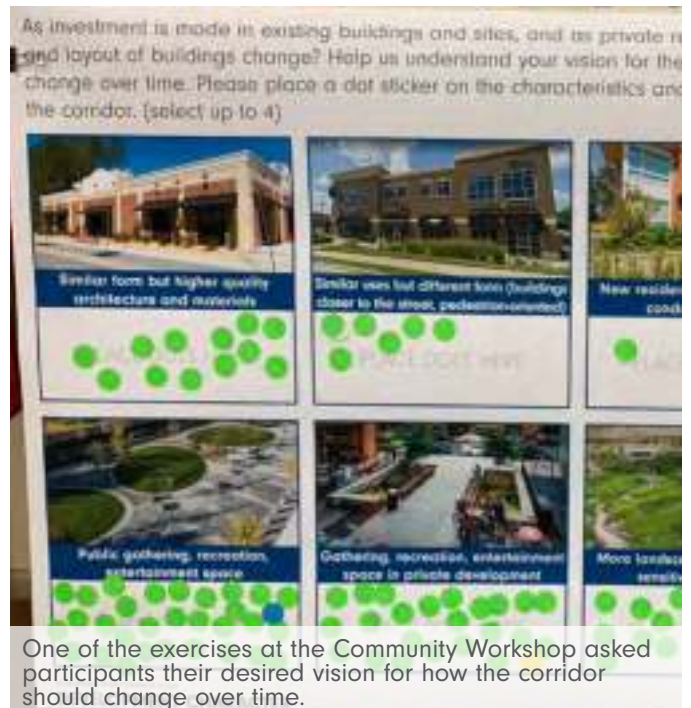 As investment is made in existing buildings and sites, and as private
and layout of buildings change? Help us understand your vision for the
change over time. Please place a dot sticker on the characteristics and
the corridor. (select up to 4)
Similar form but higher quality
architecture and materials
Similar uses but different form (buildings
closer to the street, pedestrian-oriented)
New
PLACE DOTS HERE
Public gathering, recreation,
entertainment space
Gathering, recreation, entertainment
space in private development
More
One of the exercises at the Community Workshop asked
participants their desired vision for how the corridor
should change over time.